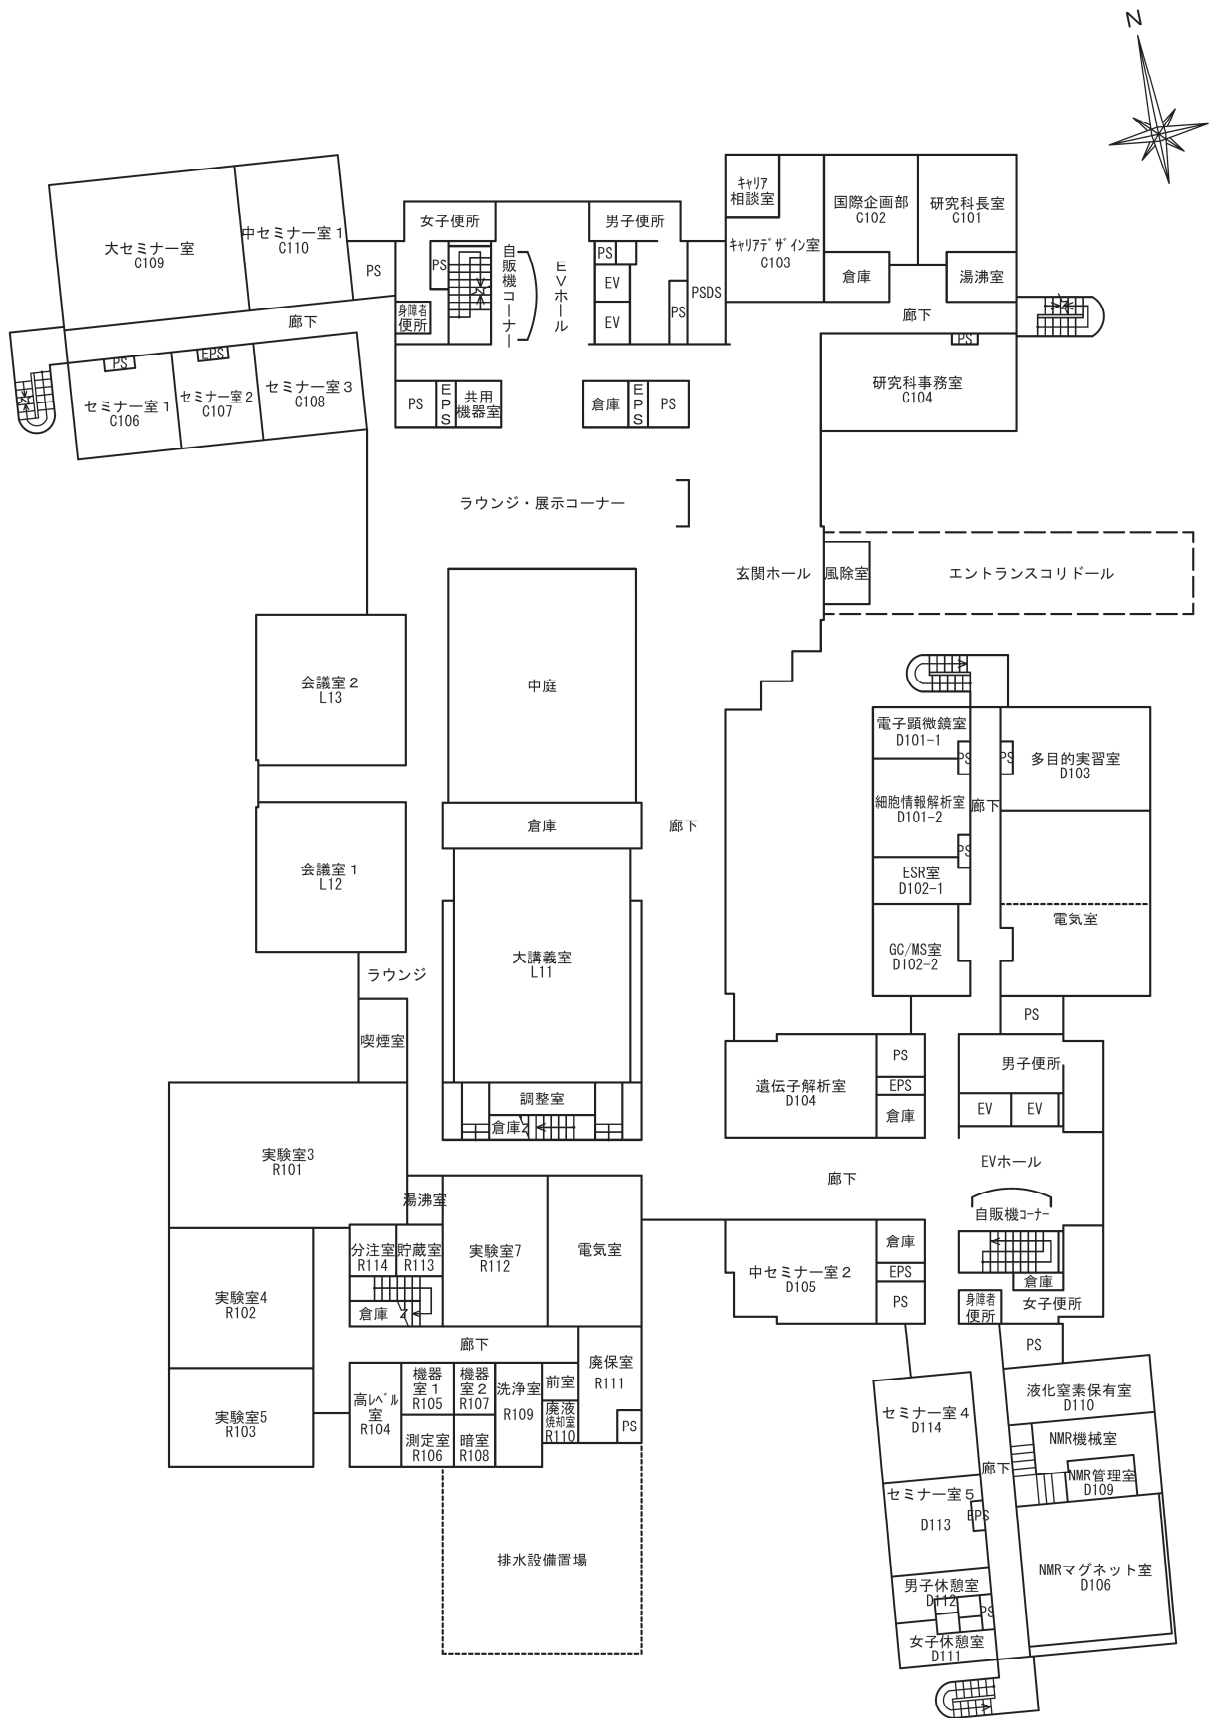 N
大セミナー室
C109
中セミナー室1
C110
PS
女子便所
PS
身障者
便所
自販機コーナー
EVホール
男子便所
PS
EV
EV
PS
PSDS
キャリア
相談室
キャリアデザイン室
C103
国際企画部
C102
研究科長室
C101
倉庫
湯沸室
廊下
廊下
PS
研究科事務室
C104
PS
セミナー室1
C106
EPS
セミナー室2
C107
セミナー室3
C108
PS
EPS
共用
機器室
倉庫
EPS
PS
ラウンジ・展示コーナー
玄関ホール
風除室
エントランスコリドール
会議室2
L13
中庭
倉庫
廊下
会議室1
L12
大講義室
L11
ラウンジ
喫煙室
調整室
倉庫
電子顕微鏡室
D101-1
PS
細胞情報解析室
D101-2
PS
ESR室
D102-1
GC/MS室
D102-2
廊下
PS
多目的実習室
D103
電気室
PS
遺伝子解析室
D104
PS
EPS
倉庫
男子便所
EV
EV
EVホール
廊下
自販機コーナー
倉庫
身障者
便所
女子便所
PS
中セミナー室2
D105
倉庫
EPS
PS
実験室3
R101
湯沸室
分注室
R114
貯蔵室
R113
実験室7
R112
電気室
実験室4
R102
倉庫
廊下
実験室5
R103
高レベル
室
R104
機器
室1
R105
機器
室2
R107
測定室
R106
暗室
R108
洗浄室
R109
前室
廃液
焼却室
R110
廃保室
R111
PS
排水設備置場
セミナー室4
D114
セミナー室5
D113
EPS
廊下
男子休憩室
D112
PS
女子休憩室
D111
液化窒素保有室
D110
NMR機械室
NMR管理室
D109
NMRマグネット室
D106